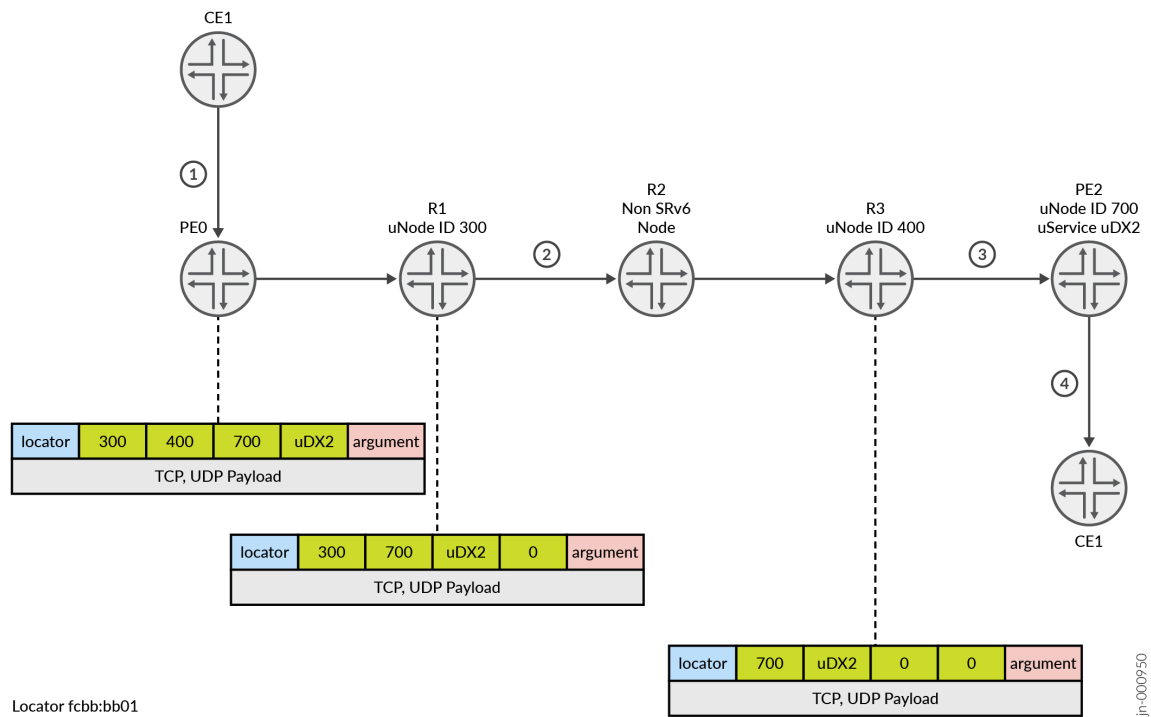 CE1
1
PE0
R1
uNode ID 300
2
R2
Non SRv6
Node
R3
uNode ID 400
3
PE2
uNode ID 700
uService uDX2
4
CE1
locator 300 400 700 uDX2 argument
TCP, UDP Payload
locator 300 700 uDX2 0 argument
TCP, UDP Payload
locator 700 uDX2 0 0 argument
TCP, UDP Payload
Locator fcbb:bb01
jn-000950